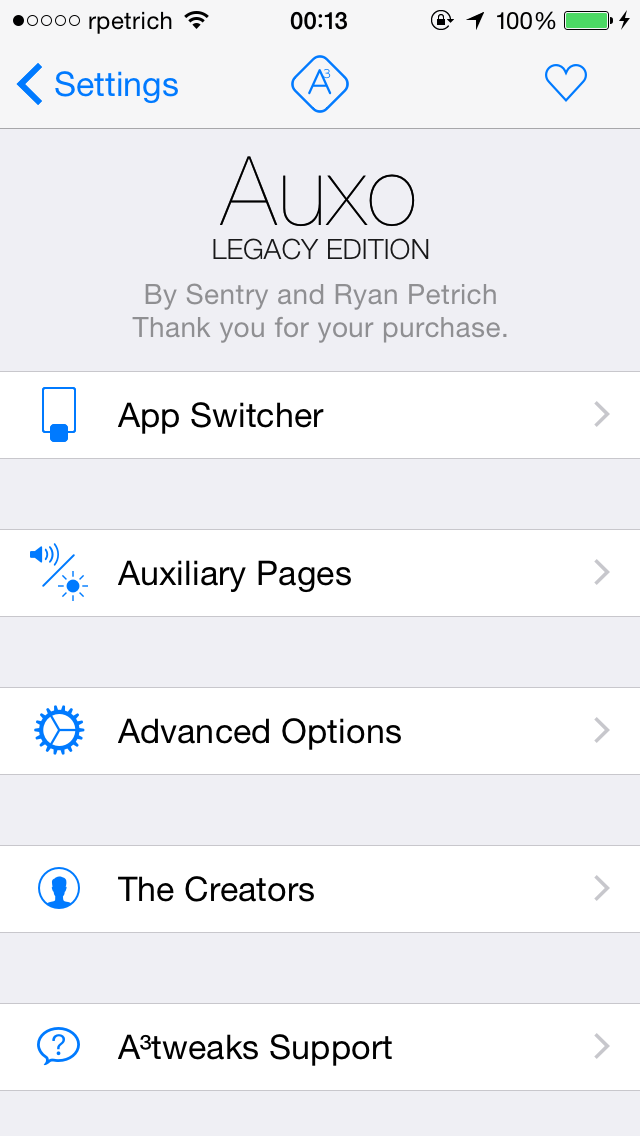 rpetrich 00:13 100%
Settings A³
Auxo
LEGACY EDITION
By Sentry and Ryan Petrich
Thank you for your purchase.
App Switcher
Auxiliary Pages
Advanced Options
The Creators
?
A³tweaks Support